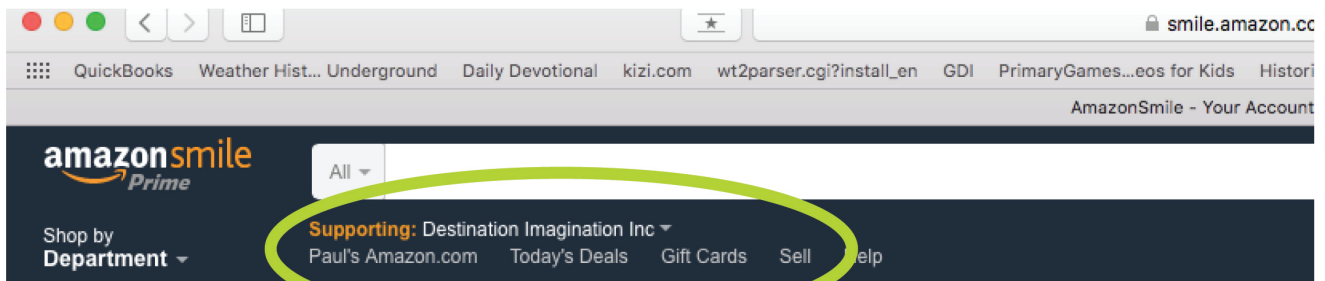 smile.amazon.co
QuickBooks Weather Hist... Underground Daily Devotional kizi.com wt2parser.cgi?install_en GDI PrimaryGames...eos for Kids Histori
AmazonSmile - Your Account
amazonsmile
Prime
All
Shop by
Department
Supporting: Destination Imagination Inc
Paul's Amazon.com Today's Deals Gift Cards Sell Help